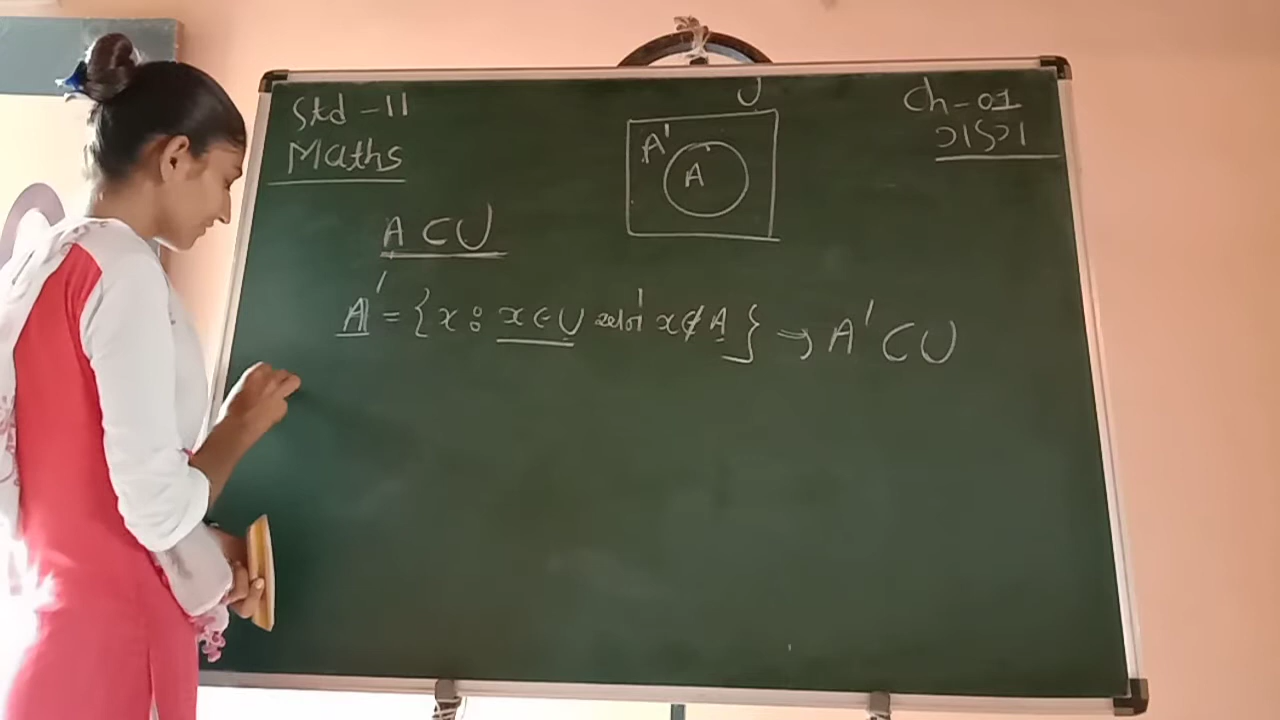 Std - 11
Maths
Ch - 01
ગણ
U
A'
A
A ⊂ U
A' = { x : x ∈ U અને x ∉ A } → A' ⊂ U